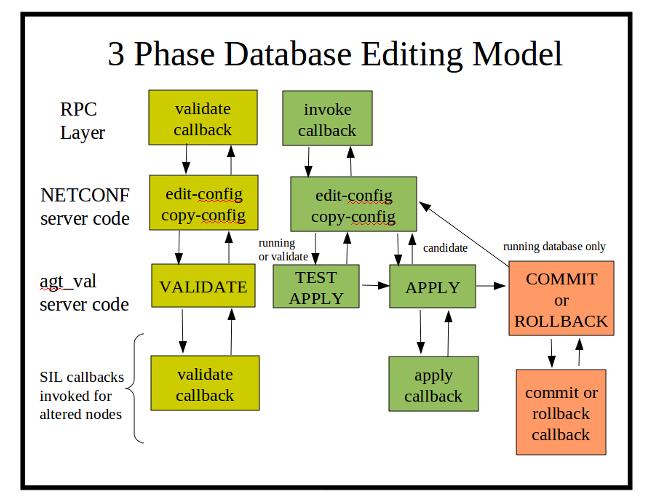 3 Phase Database Editing Model
RPC
Layer
validate
callback
invoke
callback
NETCONF
server code
edit-config
copy-config
edit-config
copy-config
running
or validate
candidate
running database only
agt_val
server code
VALIDATE
TEST
APPLY
APPLY
COMMIT
or
ROLLBACK
SIL callbacks
invoked for
altered nodes
validate
callback
apply
callback
commit or
rollback
callback